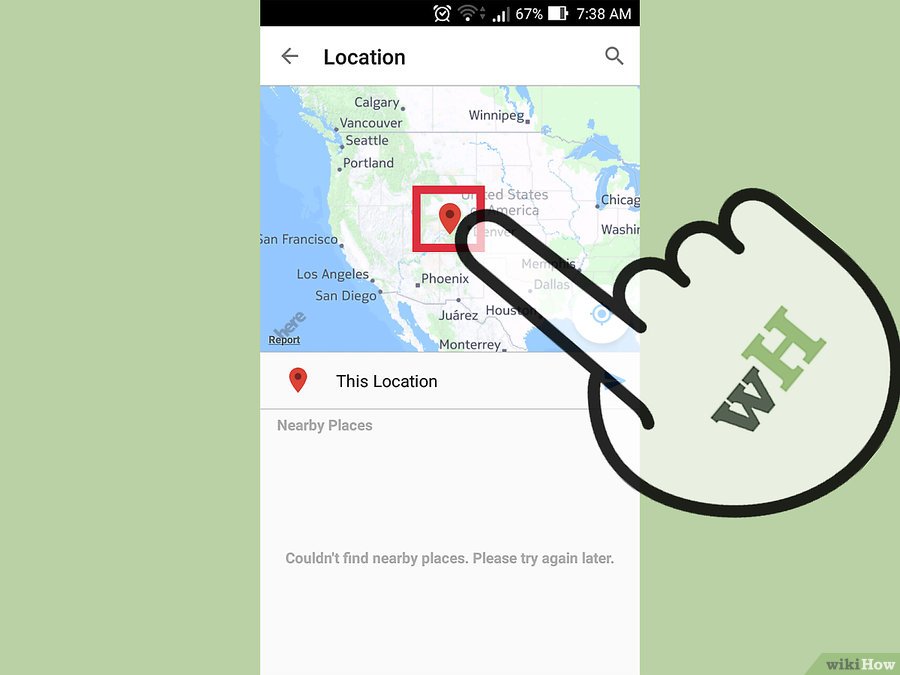 67% 7:38 AM
Location
Calgary
Winnipeg
Vancouver
Seattle
Portland
United States
of America
Chicag
Denver
Washin
San Francisco
Memphis
Los Angeles
Phoenix
Dallas
San Diego
Juárez
Houston
here
Report
Monterrey
This Location
Nearby Places
Couldn't find nearby places. Please try again later.
wH
wikiHow